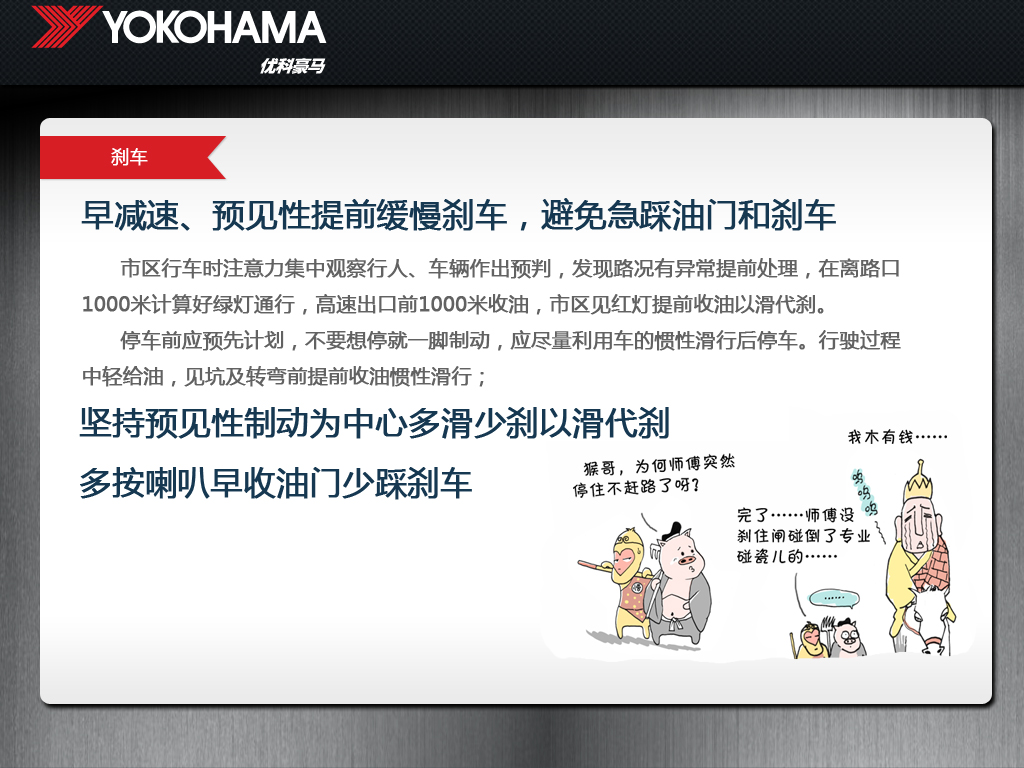 YOKOHAMA
优科豪马
刹车
早减速、预见性提前缓慢刹车，避免急踩油门和刹车
市区行车时注意力集中观察行人、车辆作出预判，发现路况有异常提前处理，在离路口
1000米计算好绿灯通行，高速出口前1000米收油，市区见红灯提前收油以滑代刹。
停车前应预先计划，不要想停就一脚制动，应尽量利用车的惯性滑行后停车。行驶过程
中轻给油，见坑及转弯前提前收油惯性滑行；
坚持预见性制动为中心多滑少刹以滑代刹
多按喇叭早收油门少踩刹车
猴哥，为何师傅突然
停住不赶路了呀？
完了……师傅没
刹住闸碰倒了专业
碰瓷儿的……
……
我木有钱……
呜
呜
呜